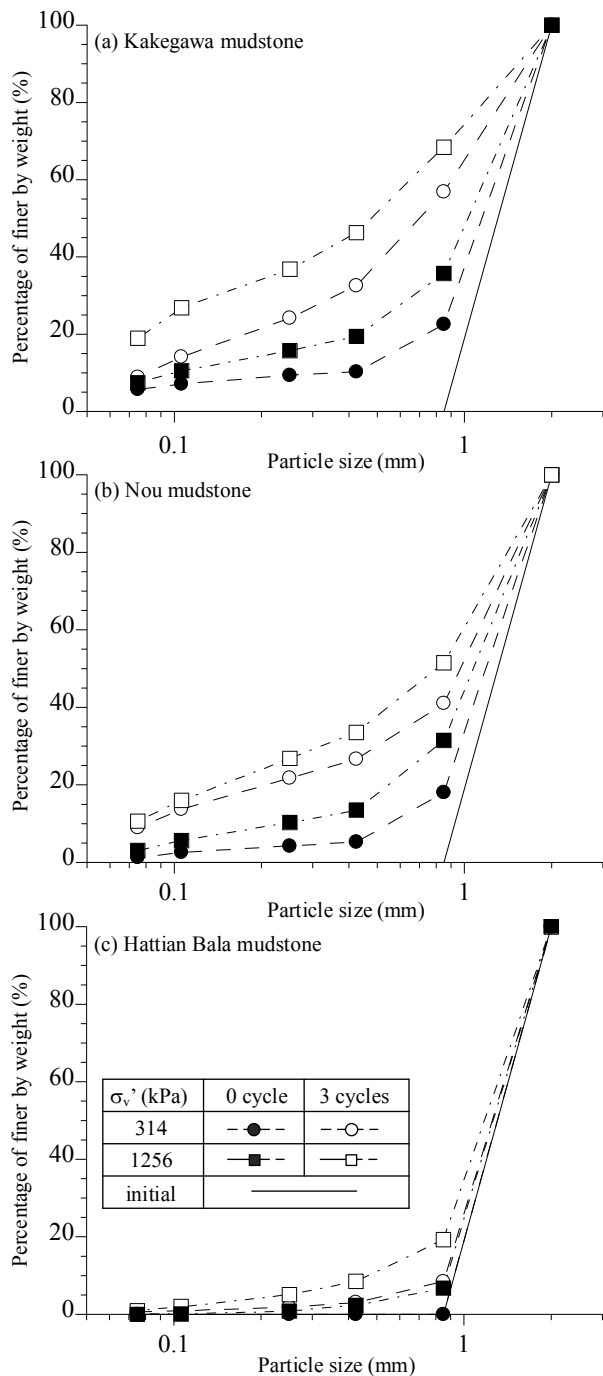 100
(a) Kakegawa mudstone
80
60
40
20
0
Percentage of finer by weight (%)
0.1
1
Particle size (mm)
100
(b) Nou mudstone
80
60
40
20
0
Percentage of finer by weight (%)
0.1
1
Particle size (mm)
100
(c) Hattian Bala mudstone
80
60
40
20
0
Percentage of finer by weight (%)
σv' (kPa) 0 cycle 3 cycles
314
1256
initial
0.1
1
Particle size (mm)